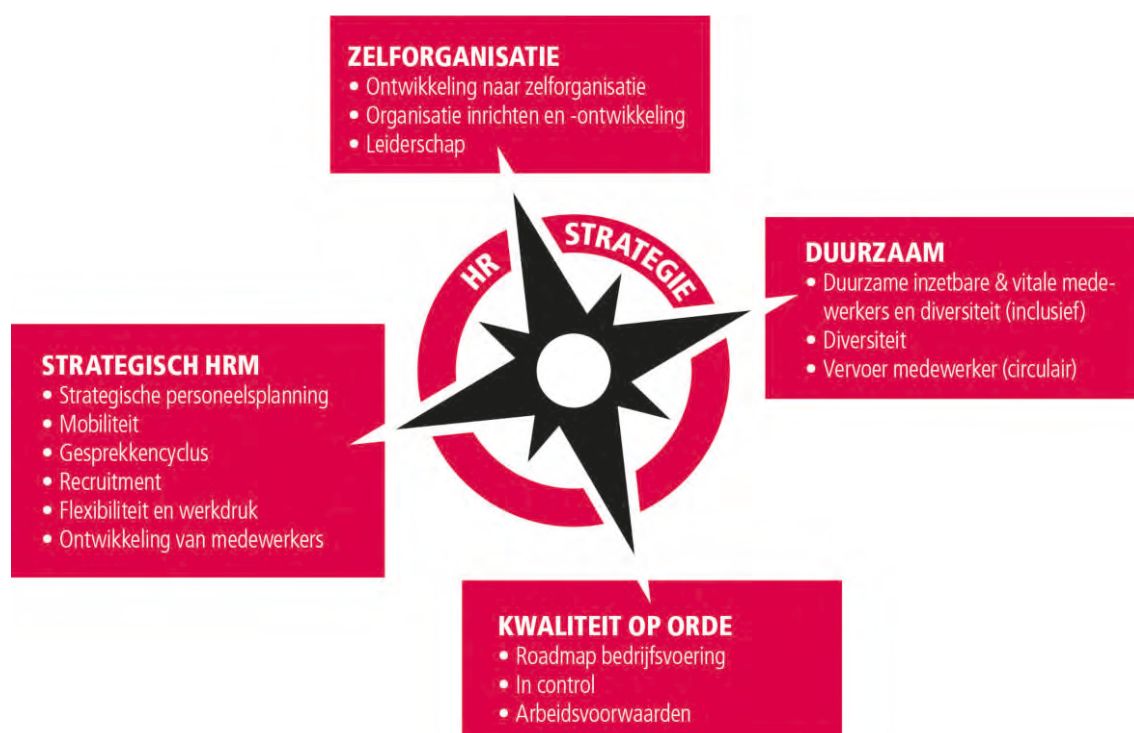 ZELFORGANISATIE
• Ontwikkeling naar zelforganisatie
• Organisatie inrichten en -ontwikkeling
• Leiderschap
HR STRATEGIE
DUURZAAM
• Duurzame inzetbare & vitale mede-
werkers en diversiteit (inclusief)
• Diversiteit
• Vervoer medewerker (circulair)
STRATEGISCH HRM
• Strategische personeelsplanning
• Mobiliteit
• Gesprekkencyclus
• Recruitment
• Flexibiliteit en werkdruk
• Ontwikkeling van medewerkers
KWALITEIT OP ORDE
• Roadmap bedrijfsvoering
• In control
• Arbeidsvoorwaarden